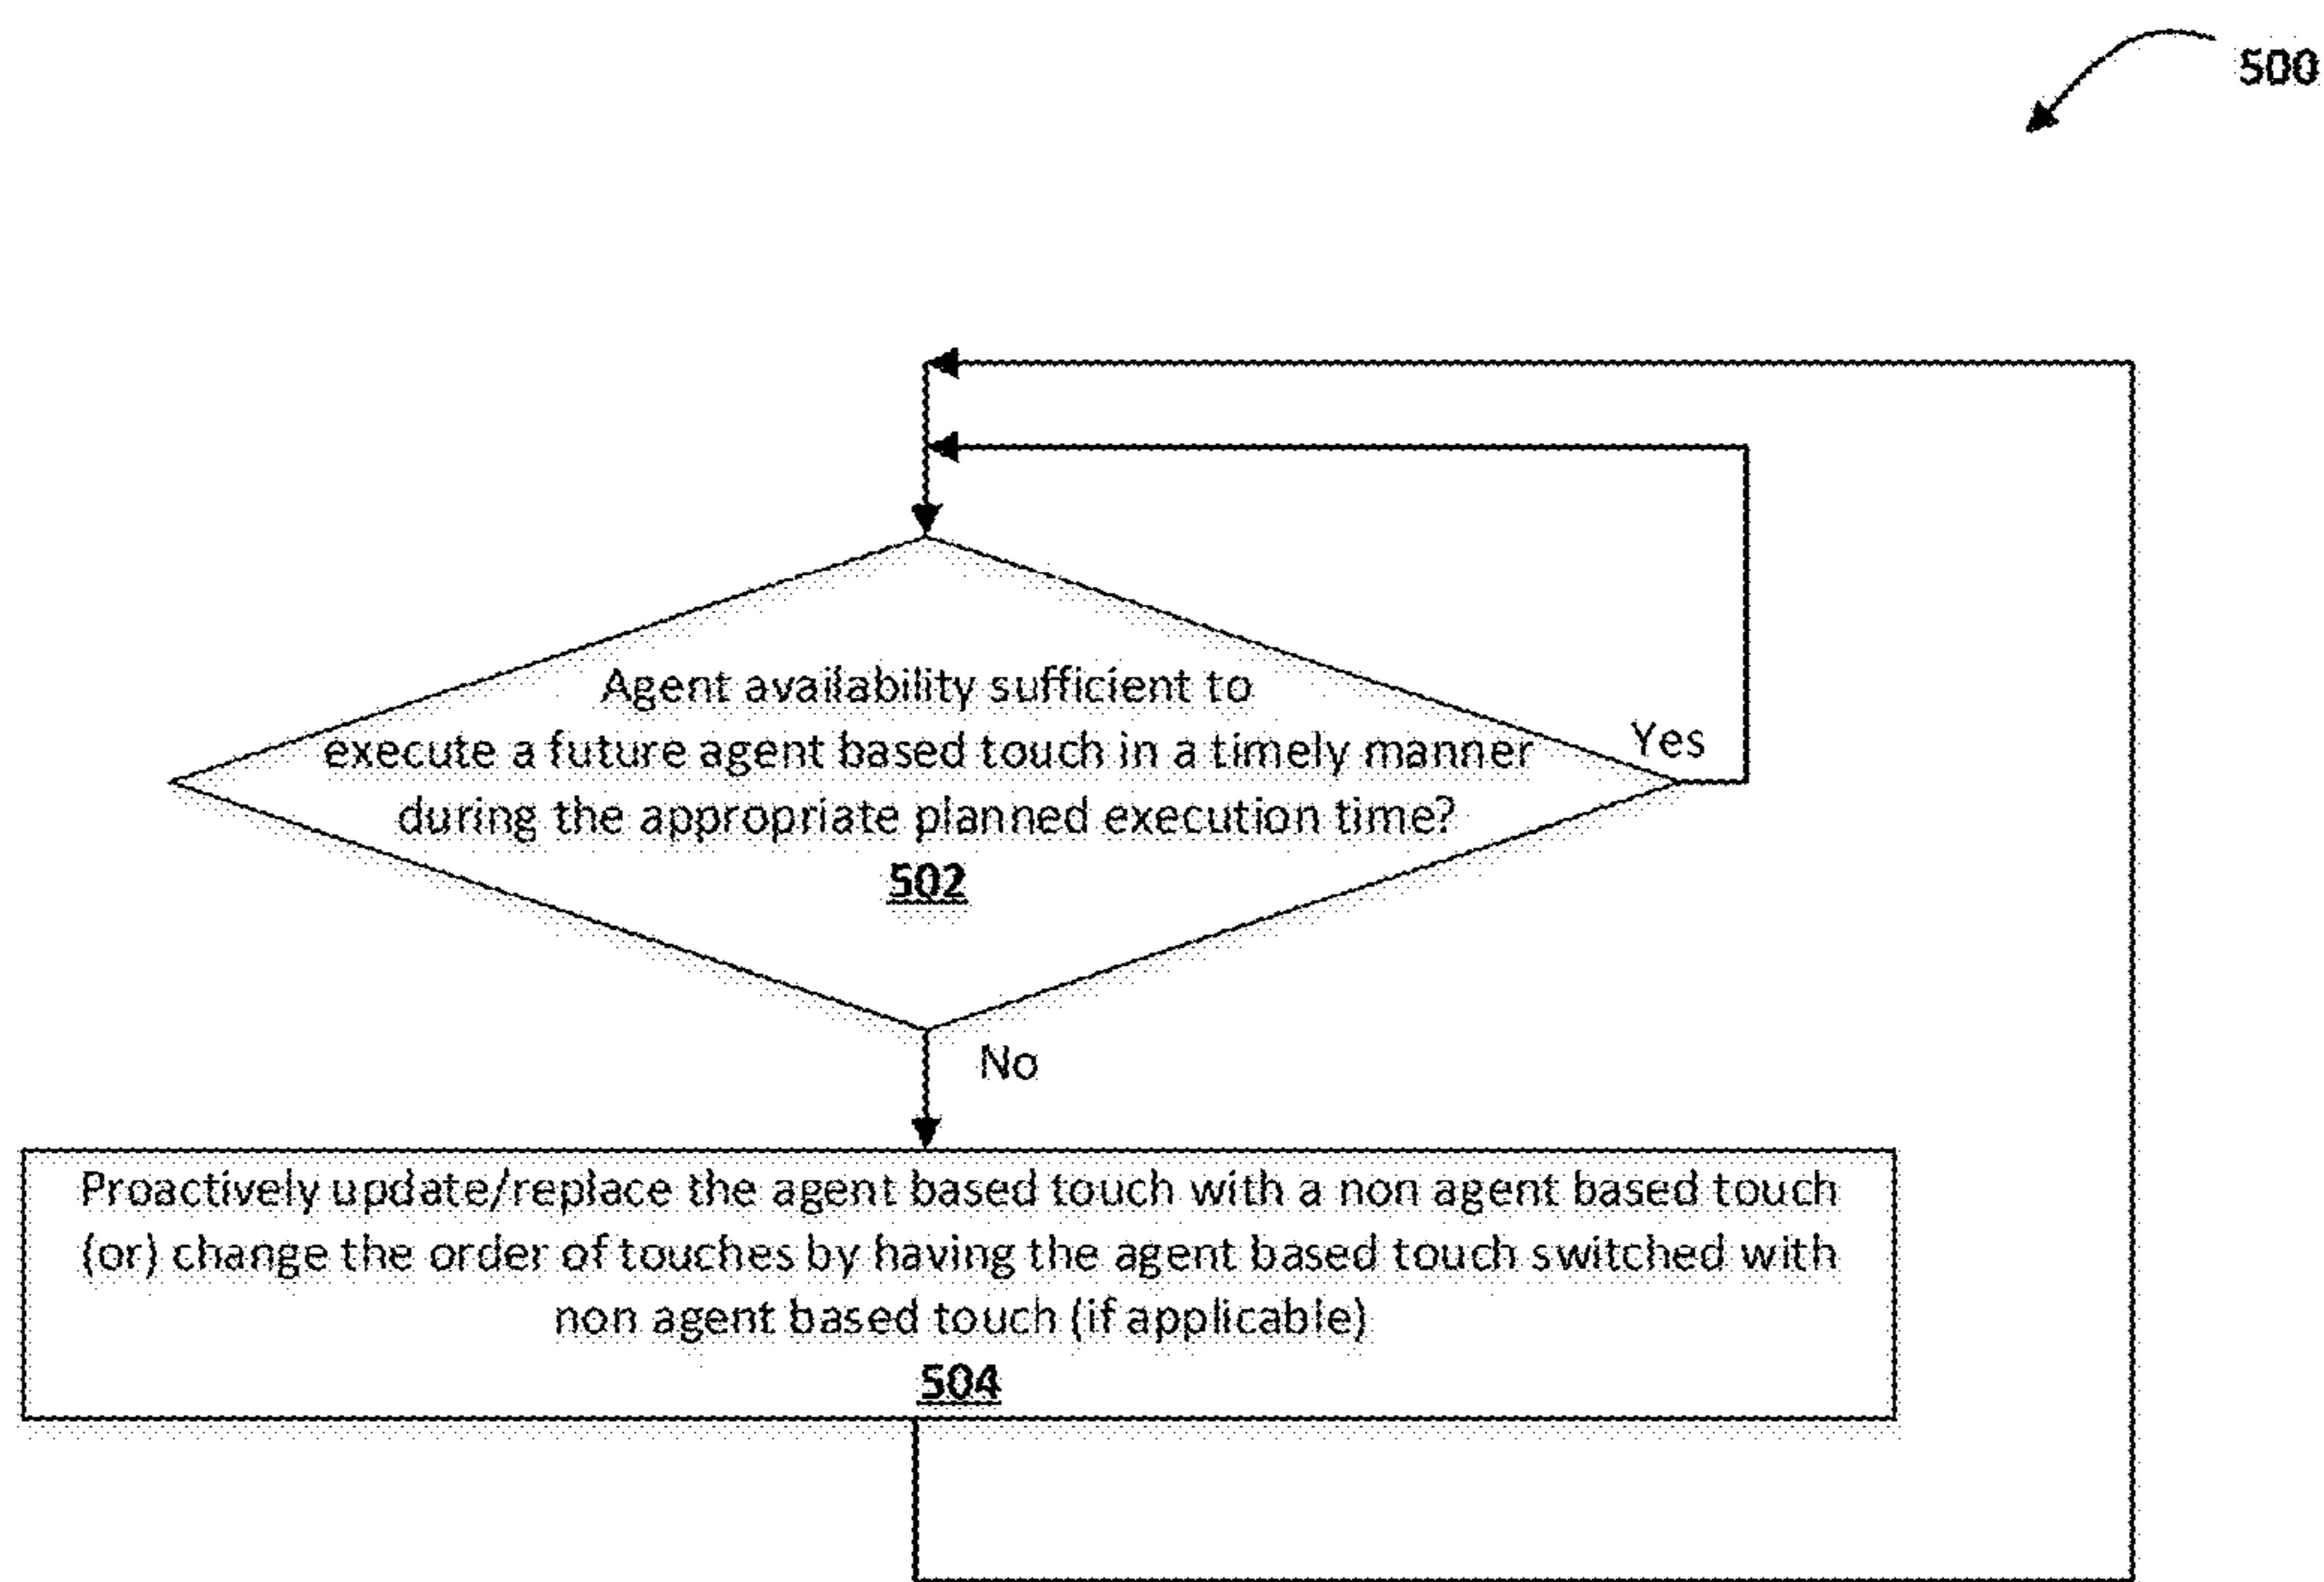 500
Agent availability sufficient to
execute a future agent based touch in a timely manner
during the appropriate planned execution time?
502
Yes
No
Proactively update/replace the agent based touch with a non agent based touch
(or) change the order of touches by having the agent based touch switched with
non agent based touch (if applicable)
504